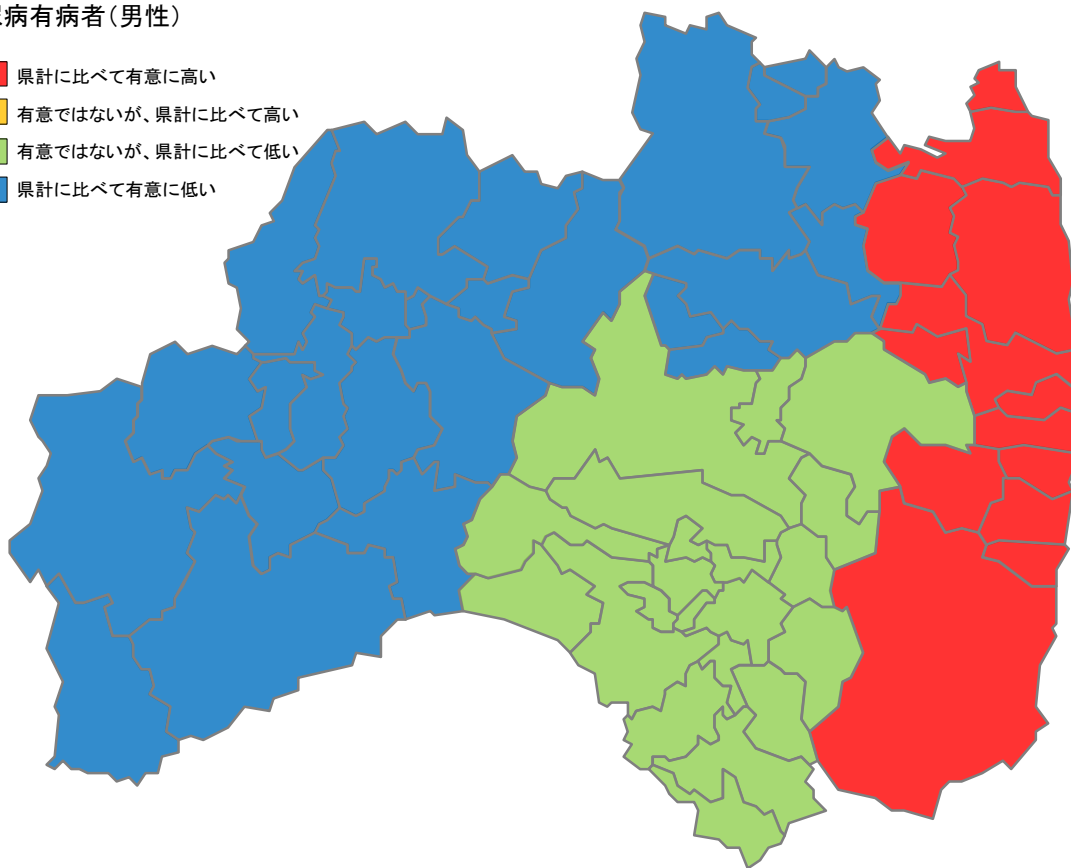 病有病者(男性)
県計に比べて有意に高い
有意ではないが、県計に比べて高い
有意ではないが、県計に比べて低い
県計に比べて有意に低い